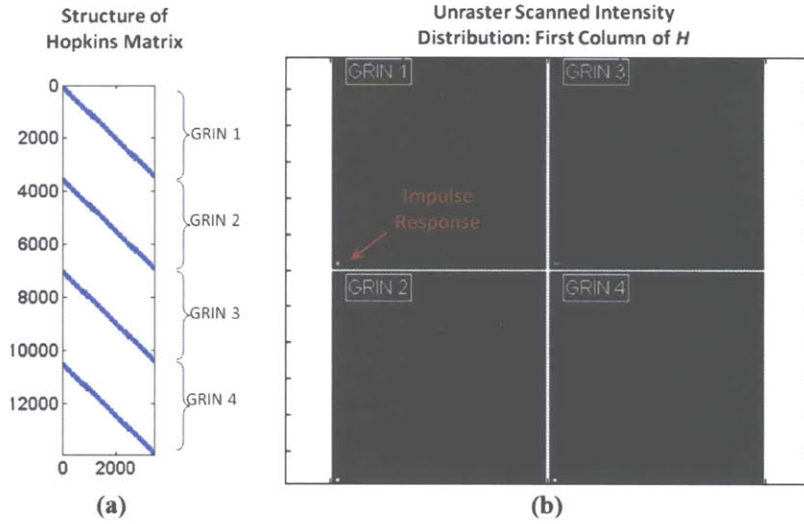 Structure of
Hopkins Matrix
0
2000
4000
6000
8000
10000
12000
0
2000
GRIN 1
GRIN 2
GRIN 3
GRIN 4
(a)
Unraster Scanned Intensity
Distribution: First Column of H
GRIN 1
GRIN 3
Impulse
Response
GRIN 2
GRIN 4
(b)